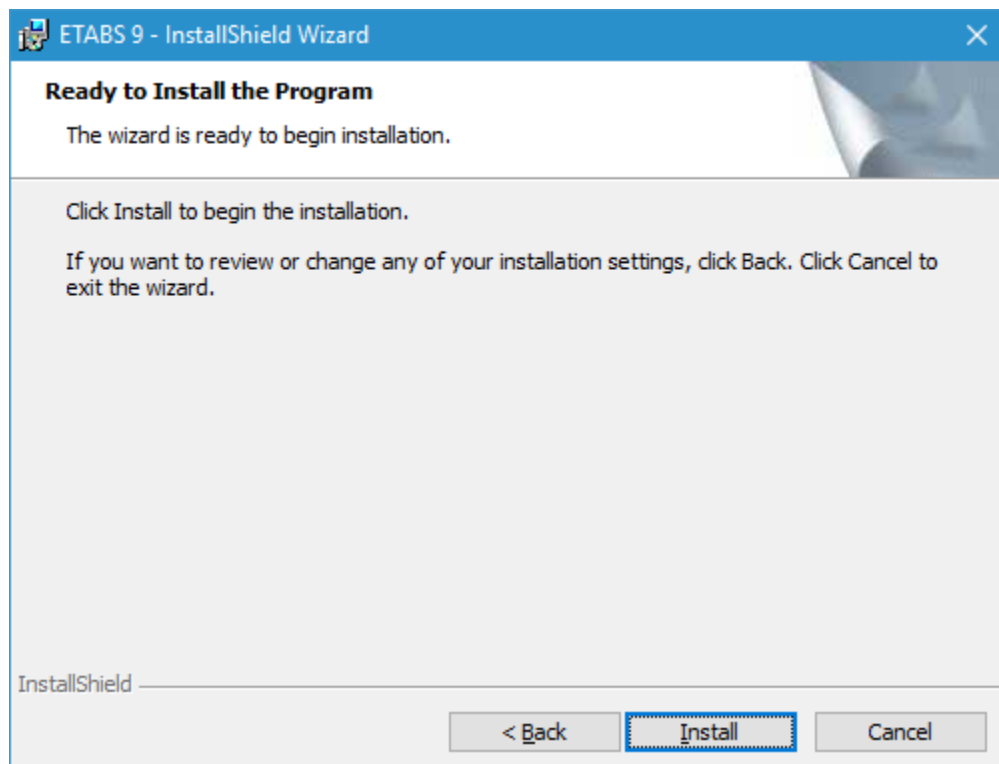 ETABS 9 - InstallShield Wizard
Ready to Install the Program
The wizard is ready to begin installation.
Click Install to begin the installation.
If you want to review or change any of your installation settings, click Back. Click Cancel to
exit the wizard.
InstallShield
< Back Install Cancel